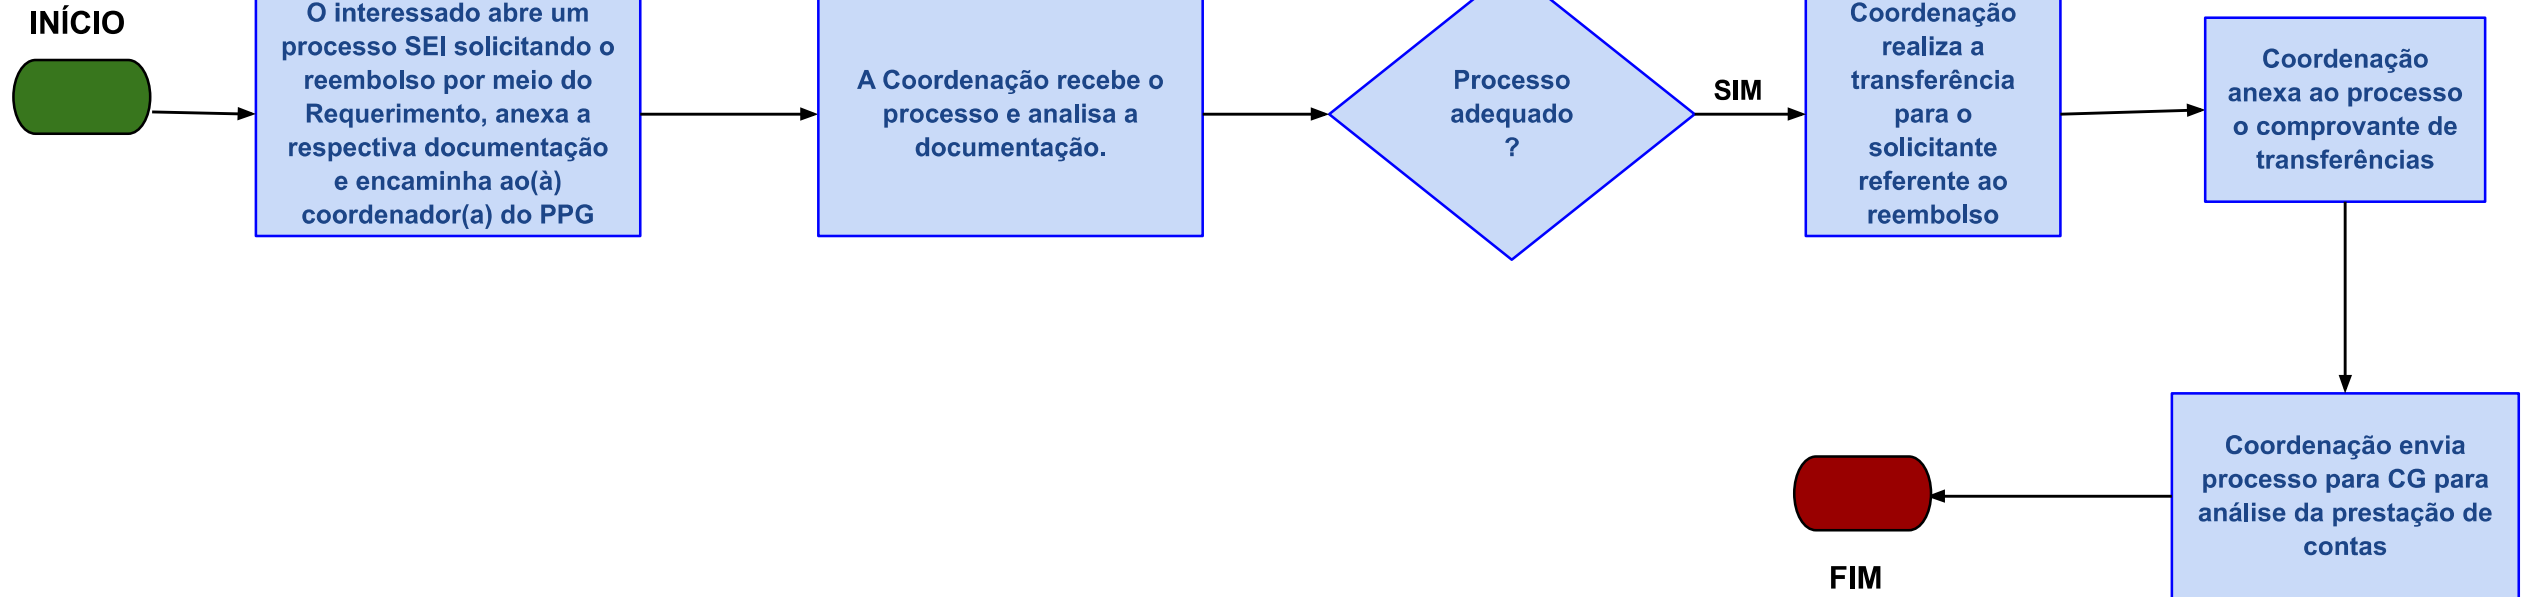 INÍCIO
O interessado abre um
processo SEI solicitando o
reembolso por meio do
Requerimento, anexa a
respectiva documentação
e encaminha ao(à)
coordenador(a) do PPG
A Coordenação recebe o
processo e analisa a
documentação.
Processo
adequado
?
SIM
Coordenação
realiza a
transferência
para o
solicitante
referente ao
reembolso
Coordenação
anexa ao processo
o comprovante de
transferências
Coordenação envia
processo para CG para
análise da prestação de
contas
FIM